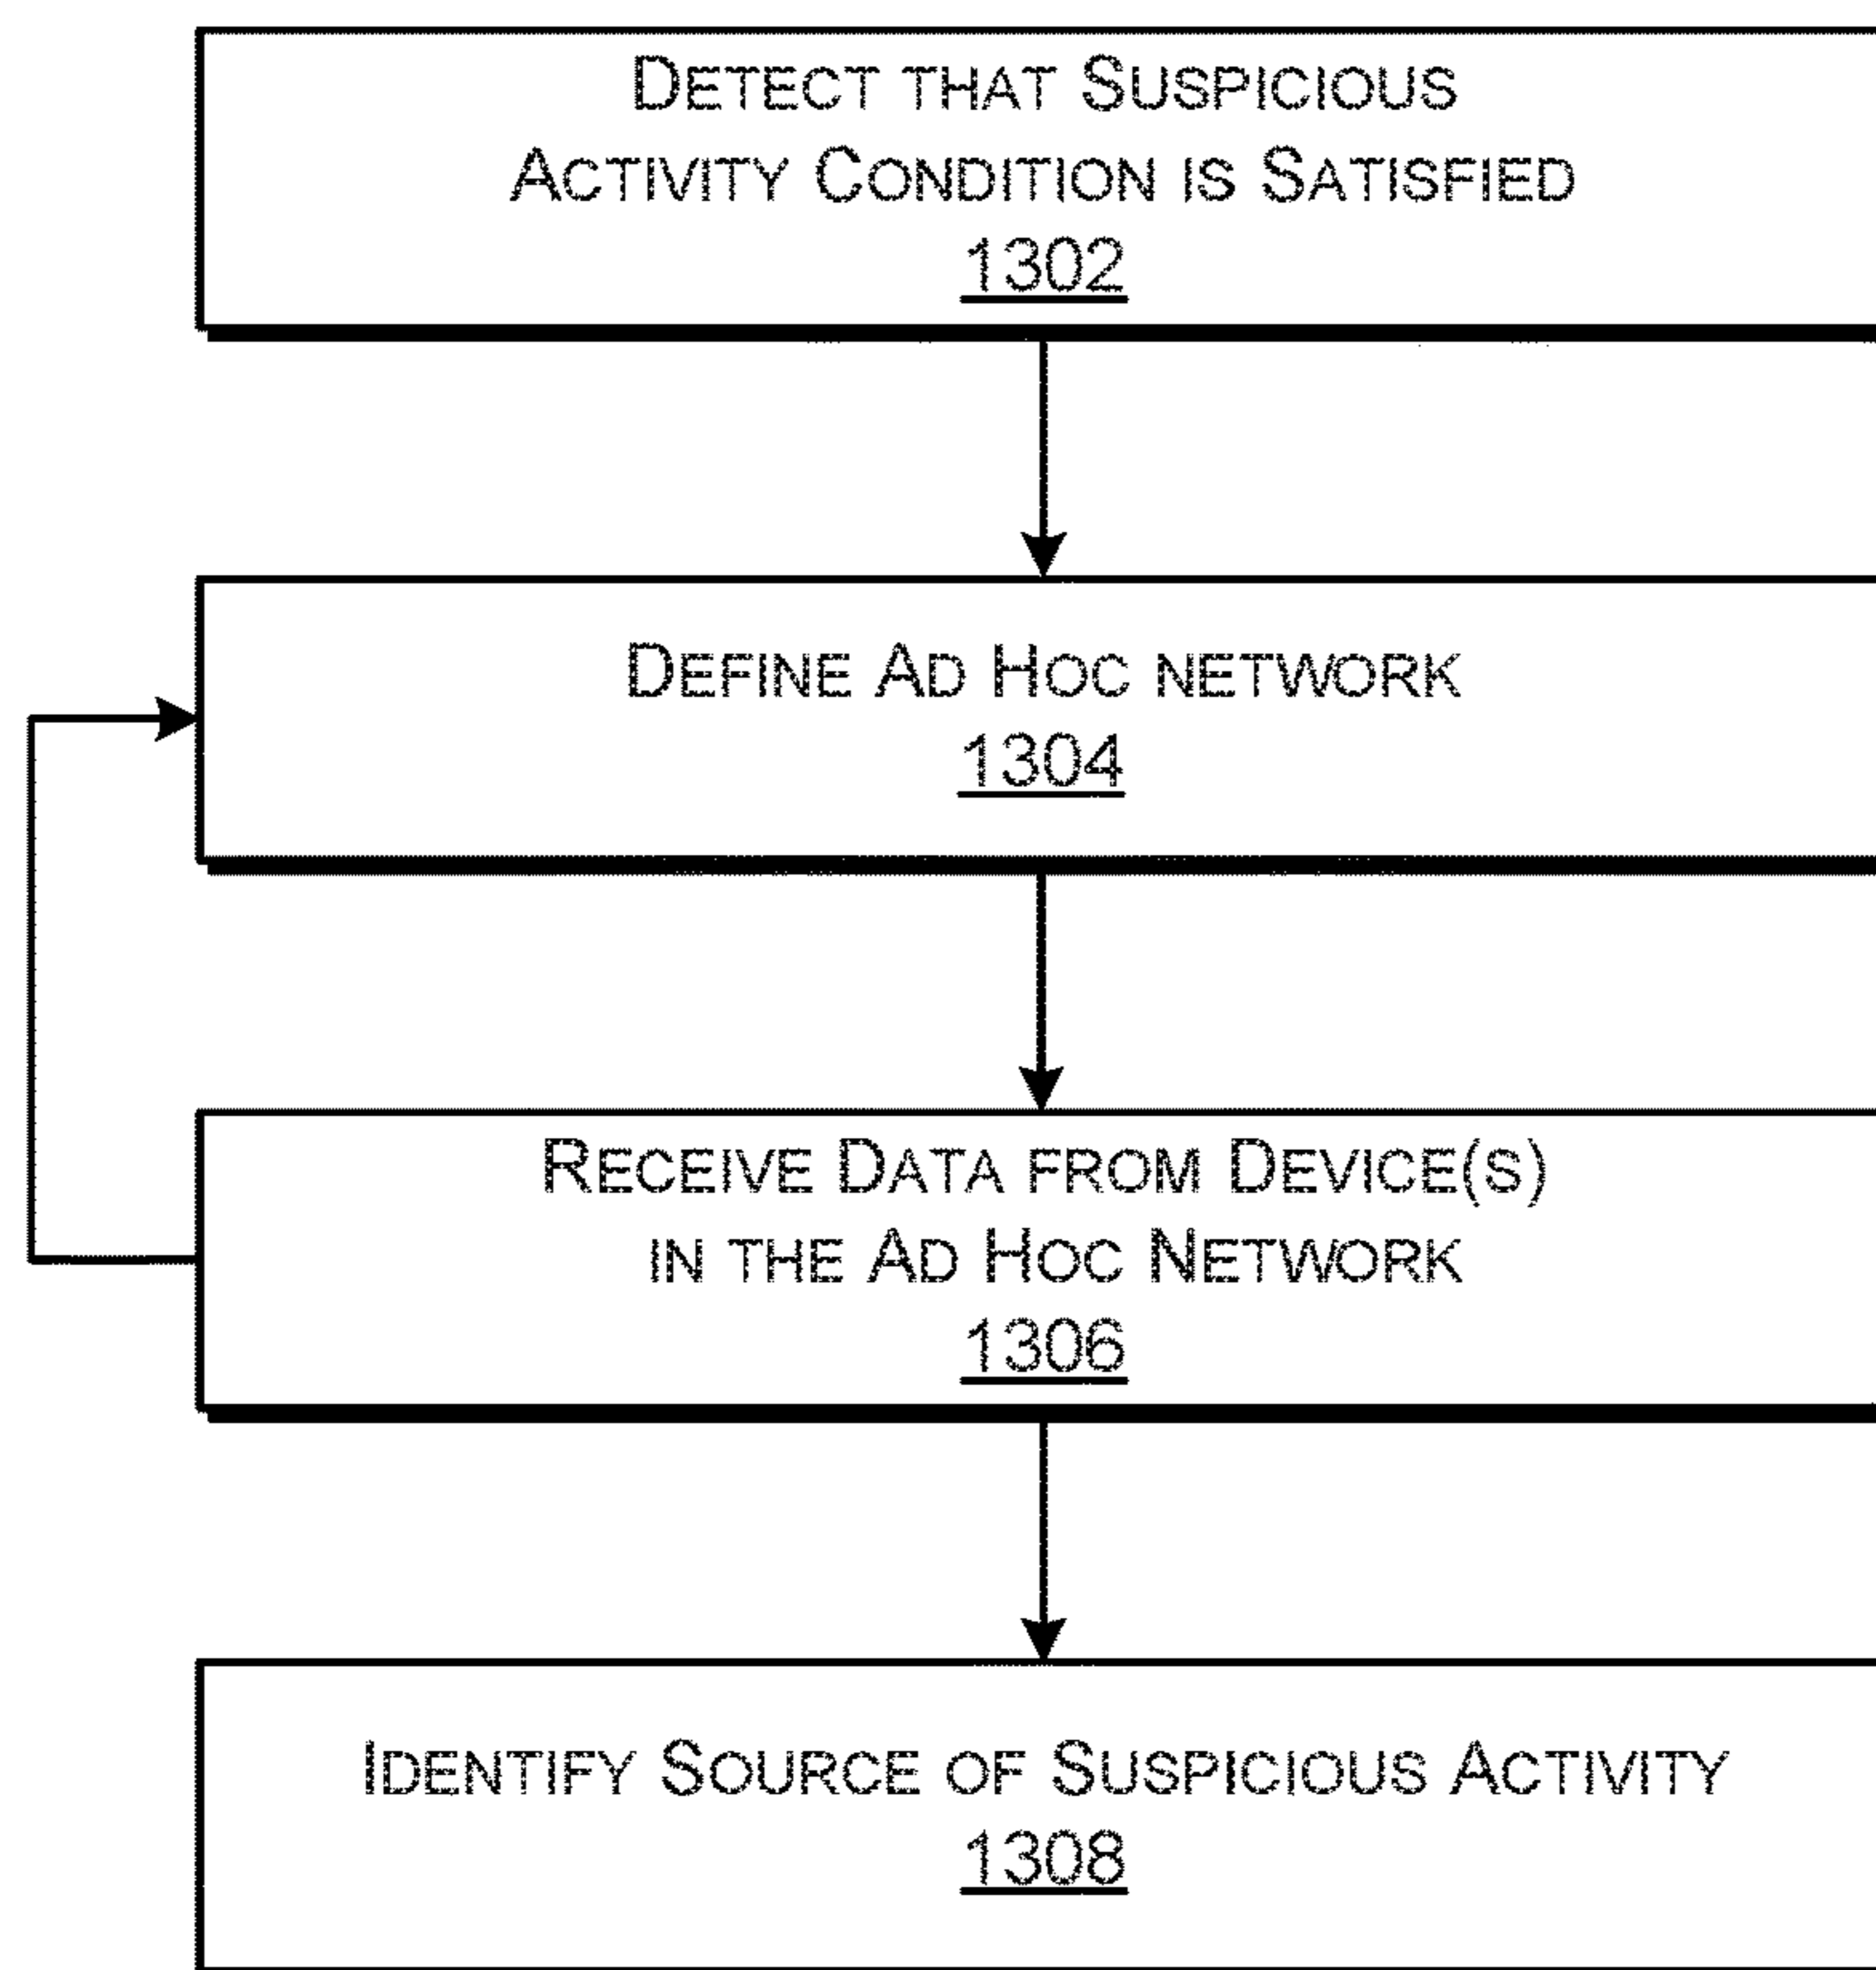 DETECT THAT SUSPICIOUS
ACTIVITY CONDITION IS SATISFIED
1302
DEFINE AD HOC NETWORK
1304
RECEIVE DATA FROM DEVICE(S)
IN THE AD HOC NETWORK
1306
IDENTIFY SOURCE OF SUSPICIOUS ACTIVITY
1308